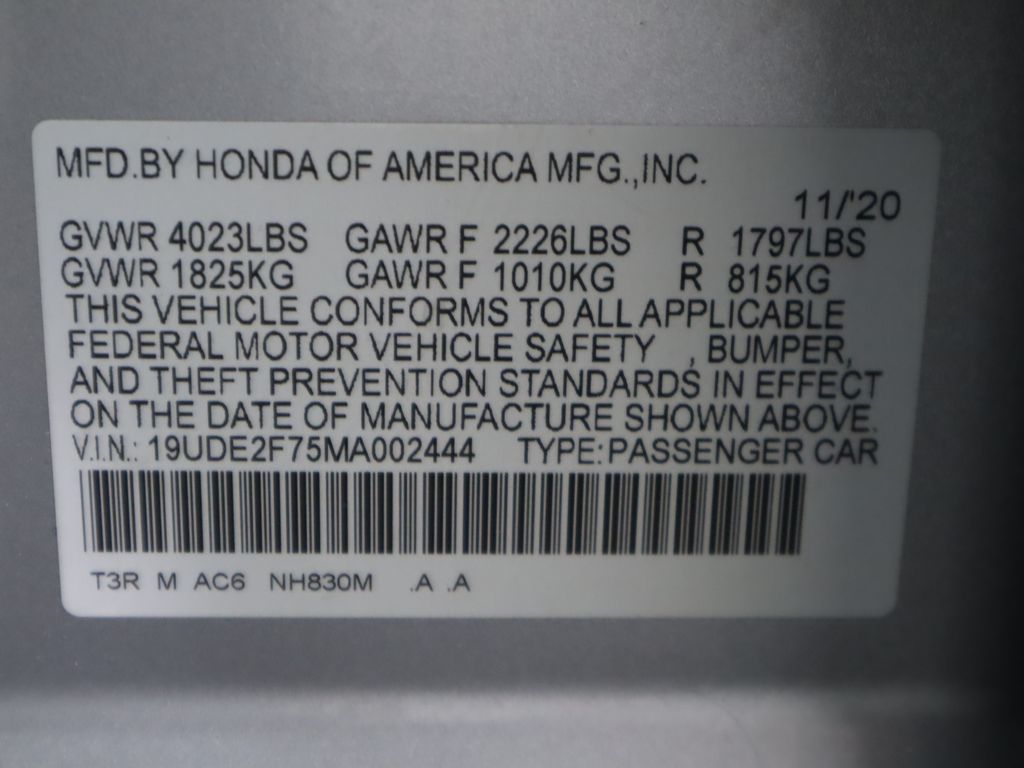 MFD.BY HONDA OF AMERICA MFG.,INC.
11/'20
GVWR 4023LBS GAWR F 2226LBS R 1797LBS
GVWR 1825KG GAWR F 1010KG R 815KG
THIS VEHICLE CONFORMS TO ALL APPLICABLE
FEDERAL MOTOR VEHICLE SAFETY , BUMPER,
AND THEFT PREVENTION STANDARDS IN EFFECT
ON THE DATE OF MANUFACTURE SHOWN ABOVE.
V.I.N.: 19UDE2F75MA002444 TYPE:PASSENGER CAR
T3R M AC6 NH830M .A .A